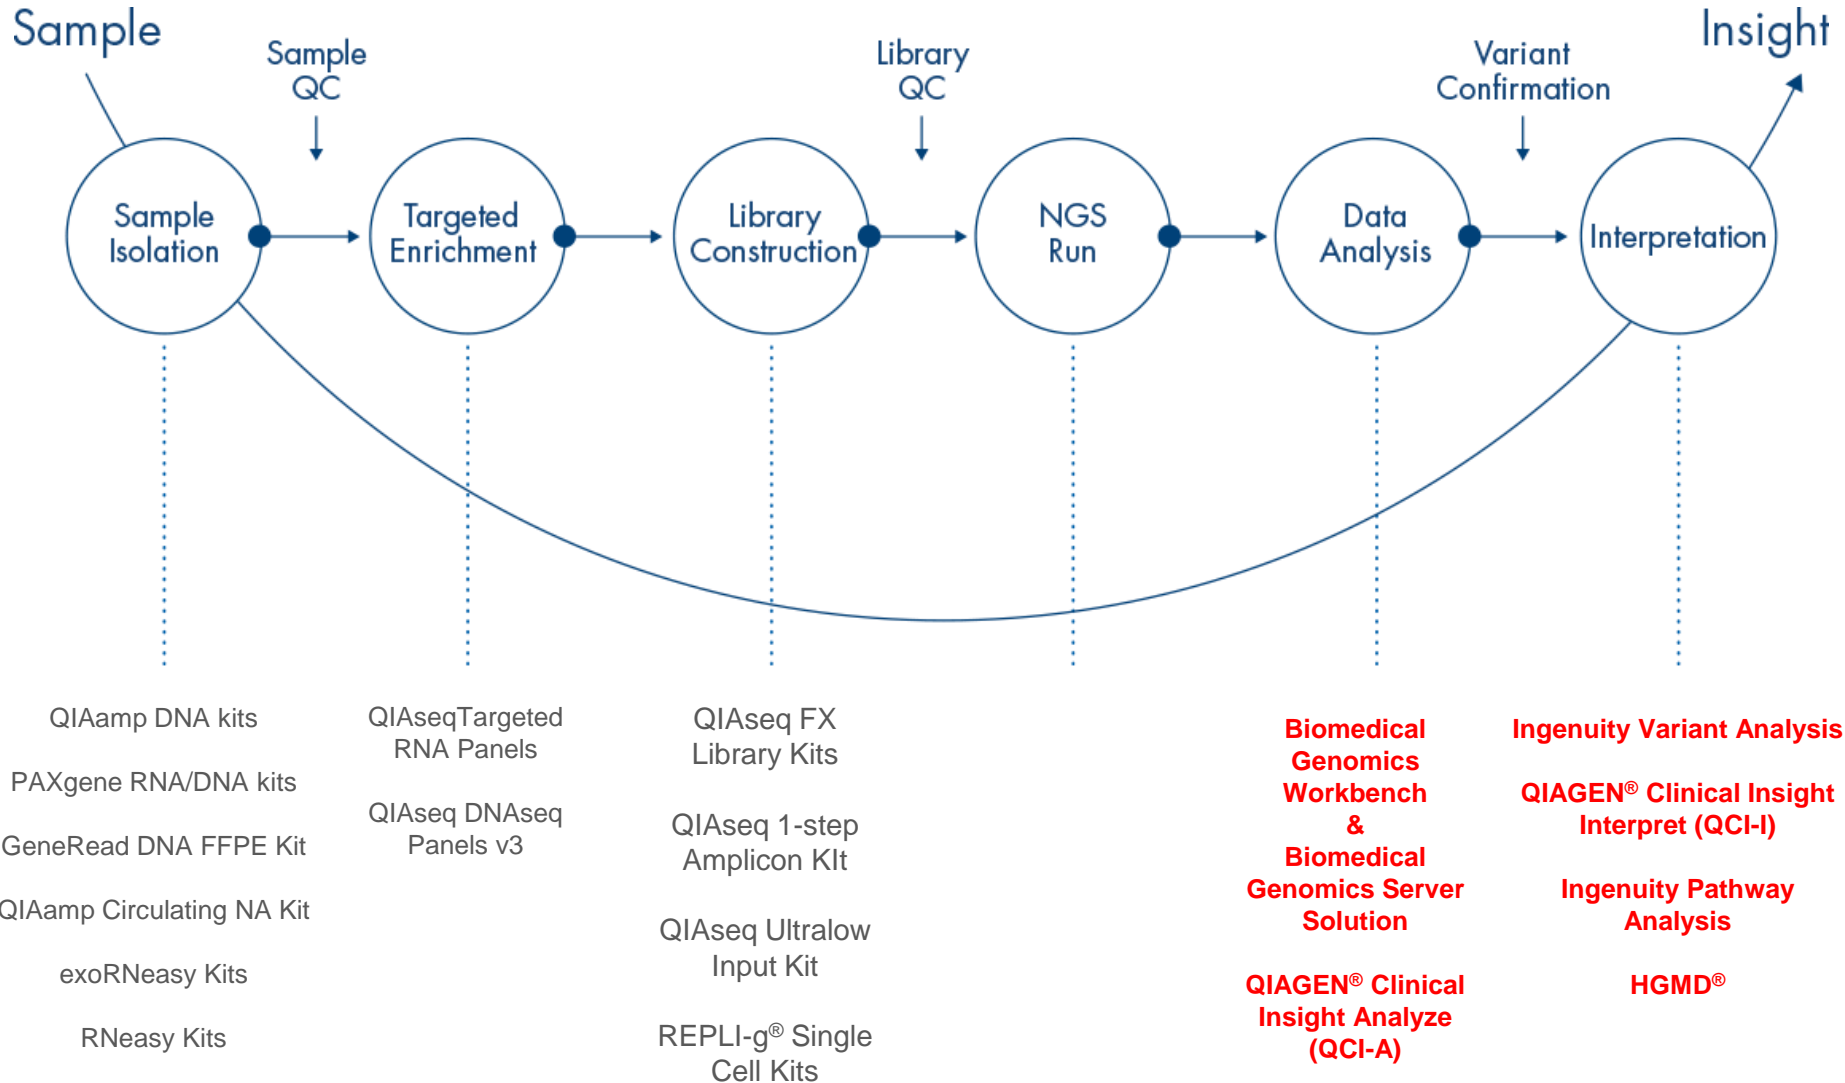 Sample
Insight
Sample
QC
Library
QC
Variant
Confirmation
Sample
Isolation
Targeted
Enrichment
Library
Construction
NGS
Run
Data
Analysis
Interpretation
QIAamp DNA kits
PAXgene RNA/DNA kits
GeneRead DNA FFPE Kit
QIAamp Circulating NA Kit
exoRNeasy Kits
RNeasy Kits
QIAseqTargeted
RNA Panels
QIAseq DNAseq
Panels v3
QIAseq FX
Library Kits
QIAseq 1-step
Amplicon KIt
QIAseq Ultralow
Input Kit
REPLI-g® Single
Cell Kits
Biomedical
Genomics
Workbench
&
Biomedical
Genomics Server
Solution
QIAGEN® Clinical
Insight Analyze
(QCI-A)
Ingenuity Variant Analysis
QIAGEN® Clinical Insight
Interpret (QCI-I)
Ingenuity Pathway
Analysis
HGMD®